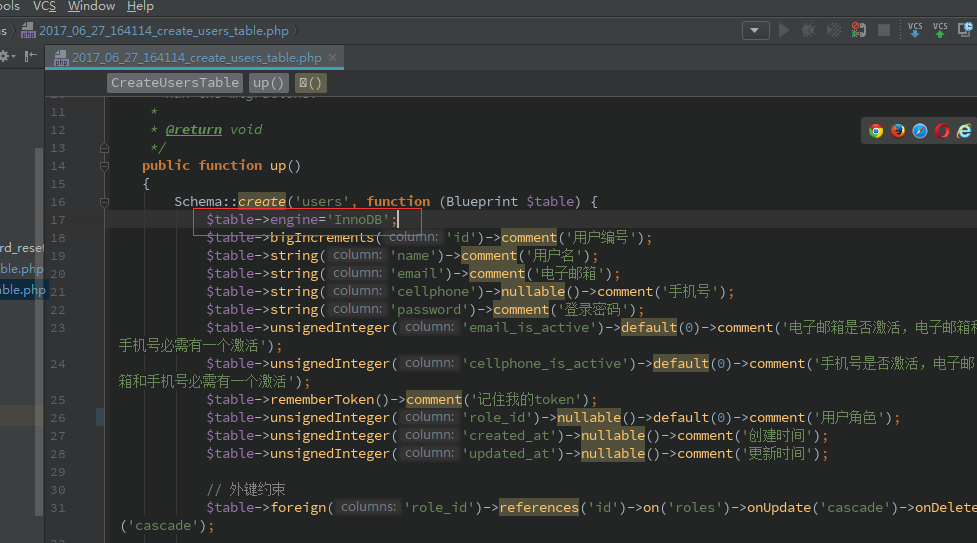 ols VCS Window Help
s 2017_06_27_164114_create_users_table.php
VCS VCS
2017_06_27_164114_create_users_table.php ×
CreateUsersTable up() ()
11 *
12 * @return void
13 */
14 public function up()
15 {
16 Schema::create('users', function (Blueprint $table) {
17 $table->engine='InnoDB';
18 $table->bigIncrements( column: 'id')->comment('用户编号');
rd_reset
19 $table->string( column: 'name')->comment('用户名');
ble.php
20 $table->string( column: 'email')->comment('电子邮箱');
able.php
21 $table->string( column: 'cellphone')->nullable()->comment('手机号');
22 $table->string( column: 'password')->comment('登录密码');
23 $table->unsignedInteger( column: 'email_is_active')->default(0)->comment('电子邮箱是否激活，电子邮箱和
手机号必需有一个激活');
24 $table->unsignedInteger( column: 'cellphone_is_active')->default(0)->comment('手机号是否激活，电子邮
箱和手机号必需有一个激活');
25 $table->rememberToken()->comment('记住我的token');
26 $table->unsignedInteger( column: 'role_id')->nullable()->default(0)->comment('用户角色');
27 $table->unsignedInteger( column: 'created_at')->nullable()->comment('创建时间');
28 $table->unsignedInteger( column: 'updated_at')->nullable()->comment('更新时间');
29
30 // 外键约束
31 $table->foreign( columns: 'role_id')->references('id')->on('roles')->onUpdate('cascade')->onDelete
('cascade');